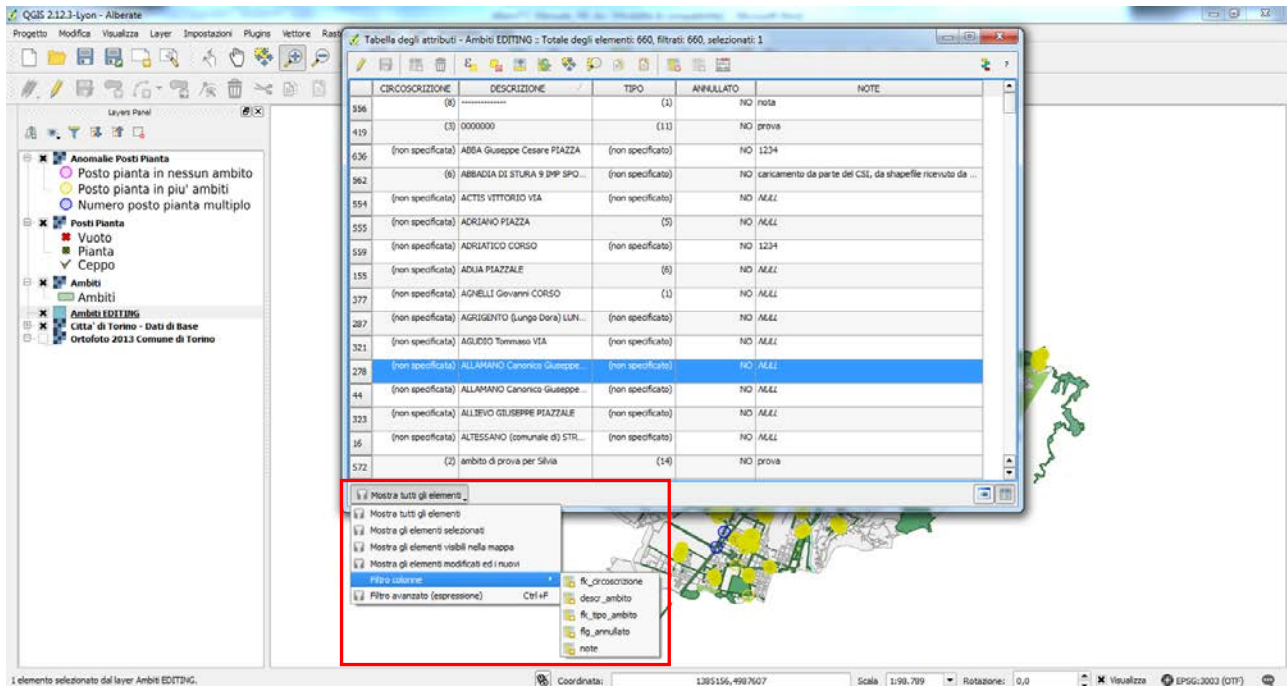 QGIS 2.12.3-Lyon - Alberate
Progetto Modifica Visualizza Layer Impostazioni Plugins Vettore Rast
Layers Panel
Anomalie Posti Pianta
Posto pianta in nessun ambito
Posto pianta in piu' ambiti
Numero posto pianta multiplo
Posti Pianta
Vuoto
Pianta
Ceppo
Ambiti
Ambiti
Ambiti EDITING
Citta' di Torino - Dati di Base
Ortofoto 2013 Comune di Torino
Tabella degli attributi - Ambiti EDITING :: Totale degli elementi: 660, filtrati: 660, selezionati: 1
CIRCOSCRIZIONE DESCRIZIONE TIPO ANNULLATO NOTE
556 (8) -------------- (1) NO nota
419 (3) 0000000 (11) NO prova
636 (non specificata) ABBA Giuseppe Cesare PIAZZA (non specificato) NO 1234
562 (6) ABBADIA DI STURA 9 IMP SPO... (non specificato) NO caricamento da parte del CSI, da shapefile ricevuto da ...
554 (non specificata) ACTIS VITTORIO VIA (non specificato) NO NULL
555 (non specificata) ADRIANO PIAZZA (5) NO NULL
559 (non specificata) ADRIATICO CORSO (non specificato) NO 1234
155 (non specificata) ADUA PIAZZALE (6) NO NULL
377 (non specificata) AGNELLI Giovanni CORSO (1) NO NULL
287 (non specificata) AGRIGENTO (Lungo Dora) LUN... (non specificato) NO NULL
321 (non specificata) AGUDIO Tommaso VIA (non specificato) NO NULL
278 (non specificata) ALLAMANO Canonico Giuseppe... (non specificato) NO NULL
44 (non specificata) ALLAMANO Canonico Giuseppe... (non specificato) NO NULL
323 (non specificata) ALLIEVO GIUSEPPE PIAZZALE (non specificato) NO NULL
16 (non specificata) ALTESSANO (comunale di) STR... (non specificato) NO NULL
572 (2) ambito di prova per Silvia (14) NO prova
Mostra tutti gli elementi
Mostra tutti gli elementi
Mostra gli elementi selezionati
Mostra gli elementi visibili nella mappa
Mostra gli elementi modificati ed i nuovi
Filtro colonne
Filtro avanzato (espressione) Ctrl+F
fk_circoscrizione
descr_ambito
fk_tipo_ambito
flg_annullato
note
1 elemento selezionato dal layer Ambiti EDITING.
Coordinata: 1385156,4987607 Scala 1:98.789 Rotazione: 0,0 Visualizza EPSG:3003 (OTF)